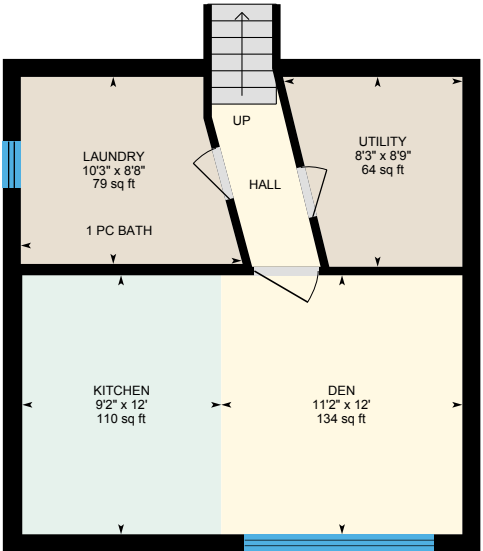 UP
LAUNDRY
10'3" x 8'8"
79 sq ft
1 PC BATH
HALL
UTILITY
8'3" x 8'9"
64 sq ft
KITCHEN
9'2" x 12'
110 sq ft
DEN
11'2" x 12'
134 sq ft